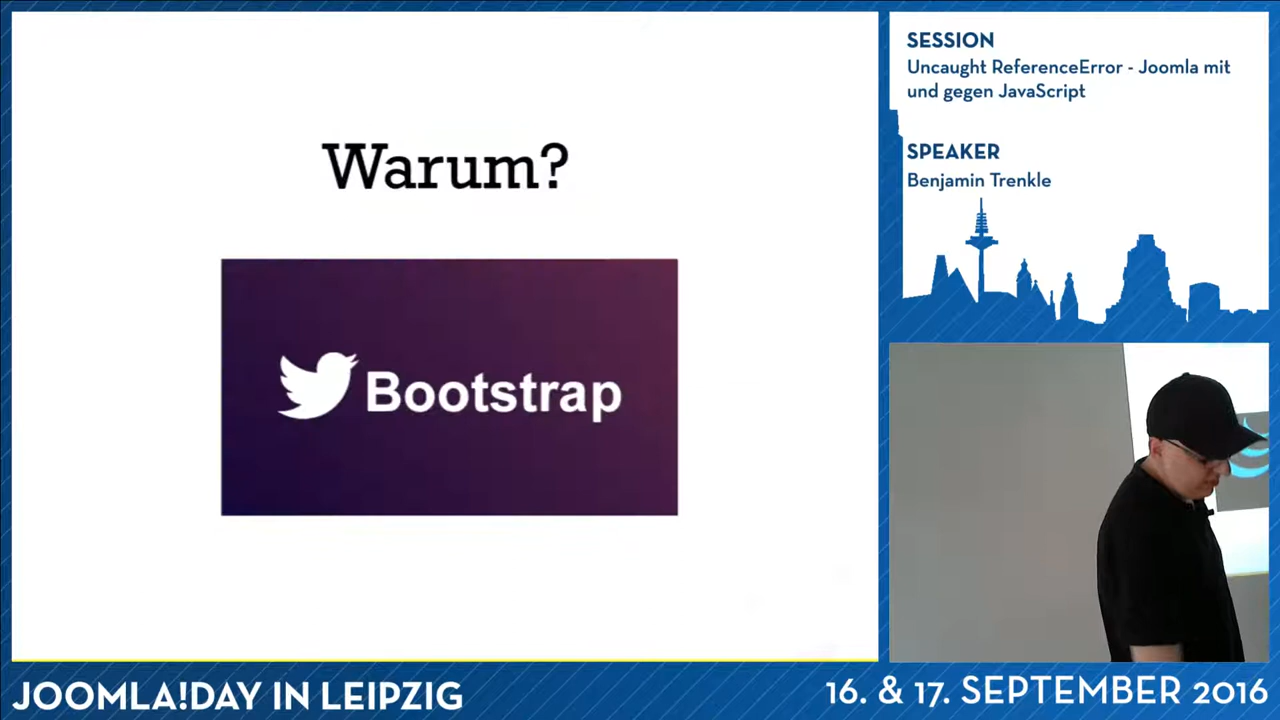 Warum?
Bootstrap
SESSION
Uncaught ReferenceError - Joomla mit
und gegen JavaScript
SPEAKER
Benjamin Trenkle
JOOMLA!DAY IN LEIPZIG
16. & 17. SEPTEMBER 2016